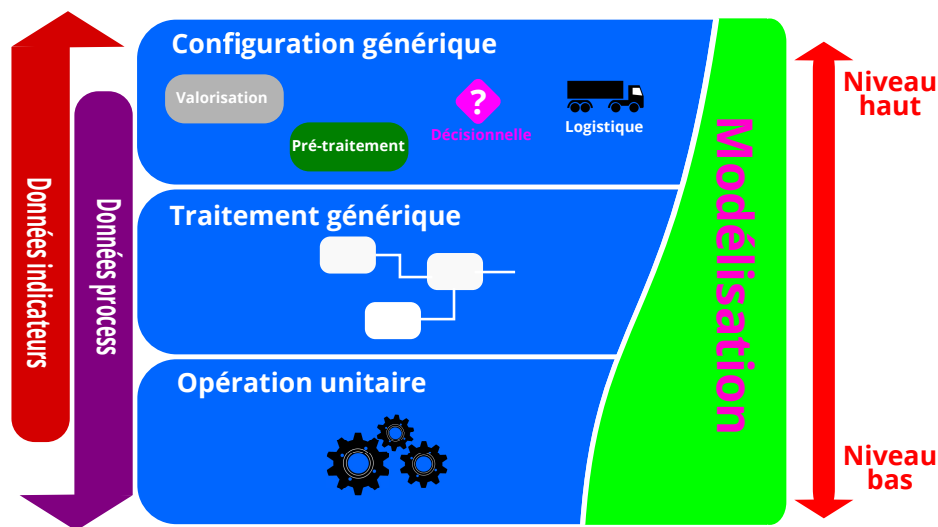 Configuration générique
Valorisation
Pré-traitement
?
Décisionnelle
Logistique
Traitement générique
Opération unitaire
Données indicateurs
Données process
Modélisation
Niveau
haut
Niveau
bas